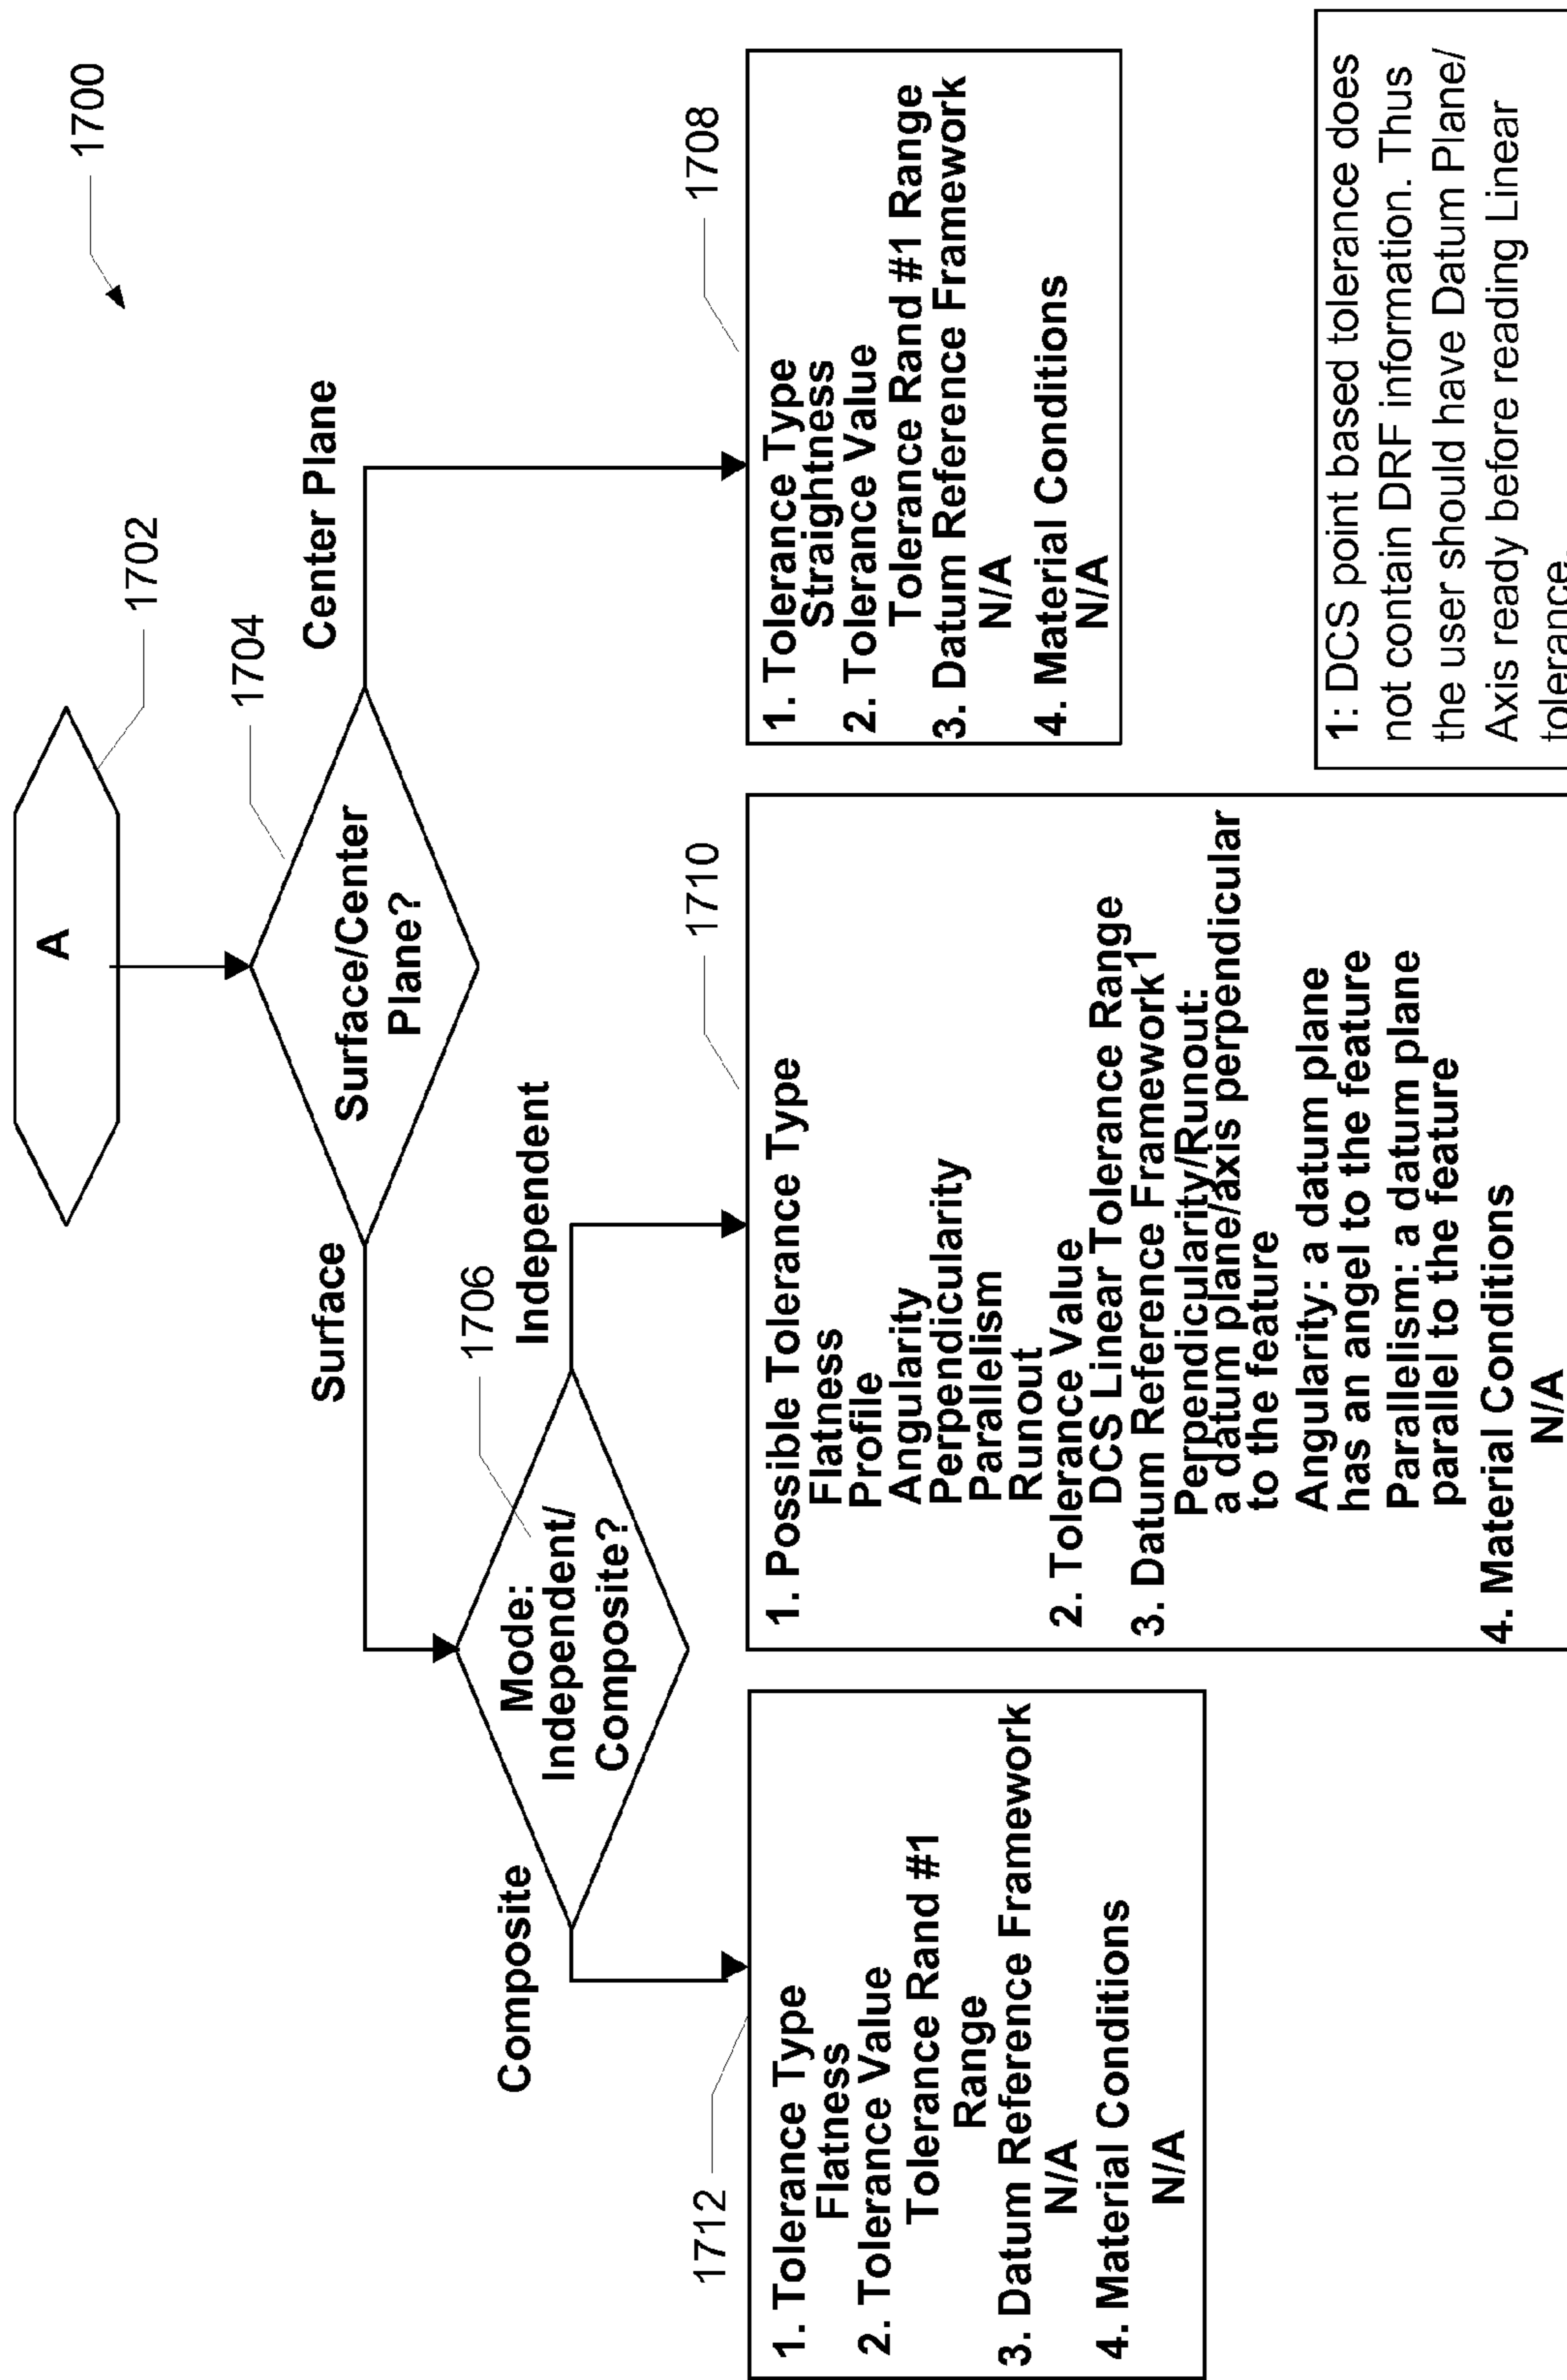 1700
A
1702
1704
Surface/Center
Plane?
Surface
Center Plane
1706
Mode:
Independent/
Composite?
Composite
Independent
1712
1. Tolerance Type
Flatness
2. Tolerance Value
Tolerance Rand #1
Range
3. Datum Reference Framework
N/A
4. Material Conditions
N/A
1710
1. Possible Tolerance Type
Flatness
Profile
Angularity
Perpendicularity
Parallelism
Runout
2. Tolerance Value
DCS Linear Tolerance Range
3. Datum Reference Framework 1
Perpendicularity/Runout:
a datum plane/axis perpendicular
to the feature
Angularity: a datum plane
has an angel to the feature
Parallelism: a datum plane
parallel to the feature
4. Material Conditions
N/A
1708
1. Tolerance Type
Straightness
2. Tolerance Value
Tolerance Rand #1 Range
3. Datum Reference Framework
N/A
4. Material Conditions
N/A
1: DCS point based tolerance does
not contain DRF information. Thus
the user should have Datum Plane/
Axis ready before reading Linear
tolerance.